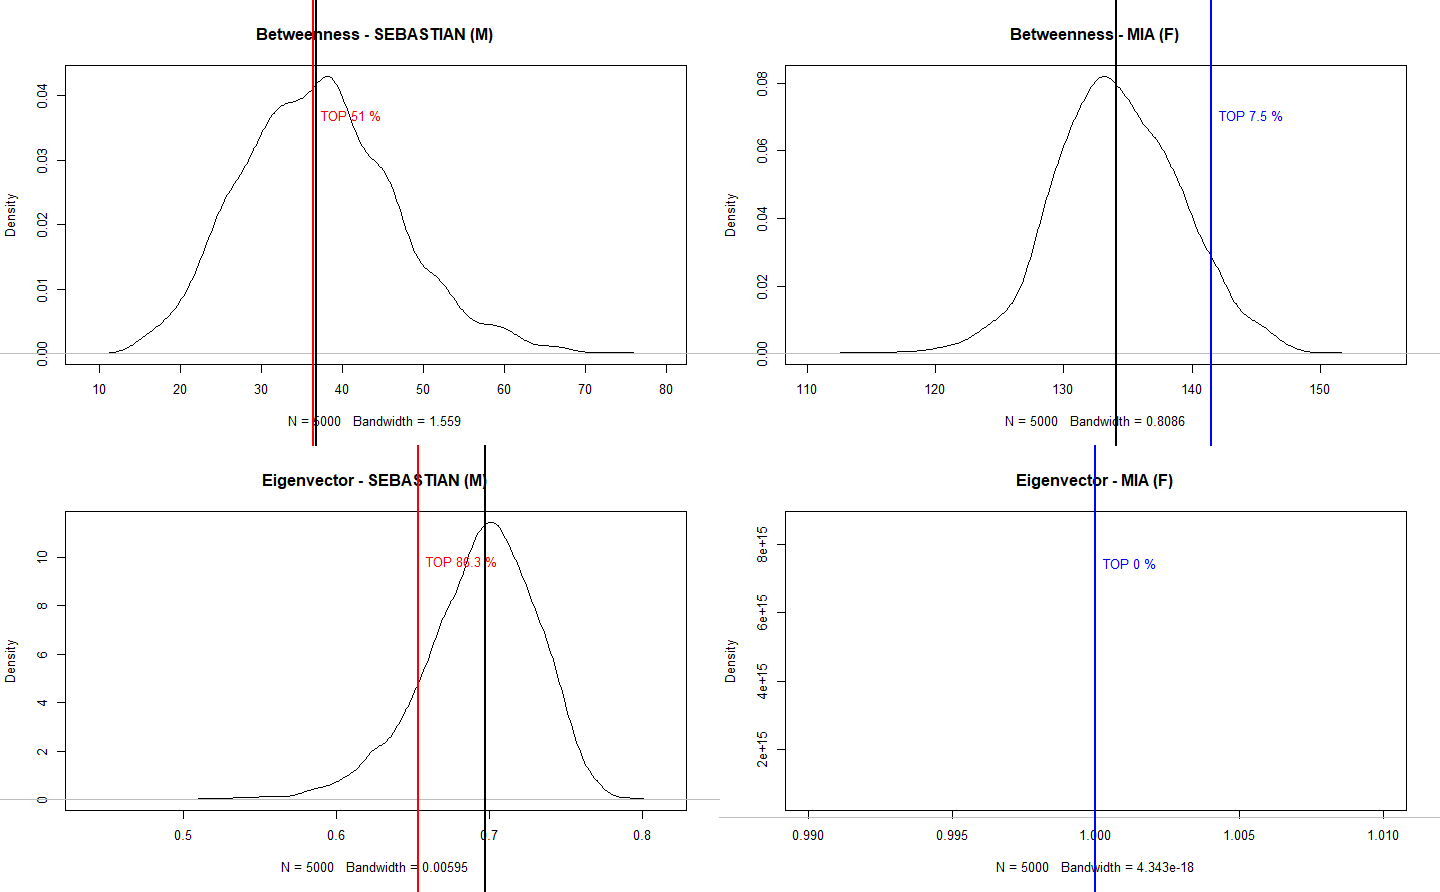 Betweenness - SEBASTIAN (M)
Density
0.00 0.01 0.02 0.03 0.04
TOP 51 %
10 20 30 40 50 60 70 80
N = 5000 Bandwidth = 1.559
Betweenness - MIA (F)
Density
0.00 0.02 0.04 0.06 0.08
TOP 7.5 %
110 120 130 140 150
N = 5000 Bandwidth = 0.8086
Eigenvector - SEBASTIAN (M)
Density
0 2 4 6 8 10
TOP 86.3 %
0.5 0.6 0.7 0.8
N = 5000 Bandwidth = 0.00595
Eigenvector - MIA (F)
Density
2e+15 4e+15 6e+15 8e+15
TOP 0 %
0.990 0.995 1.000 1.005 1.010
N = 5000 Bandwidth = 4.343e-18